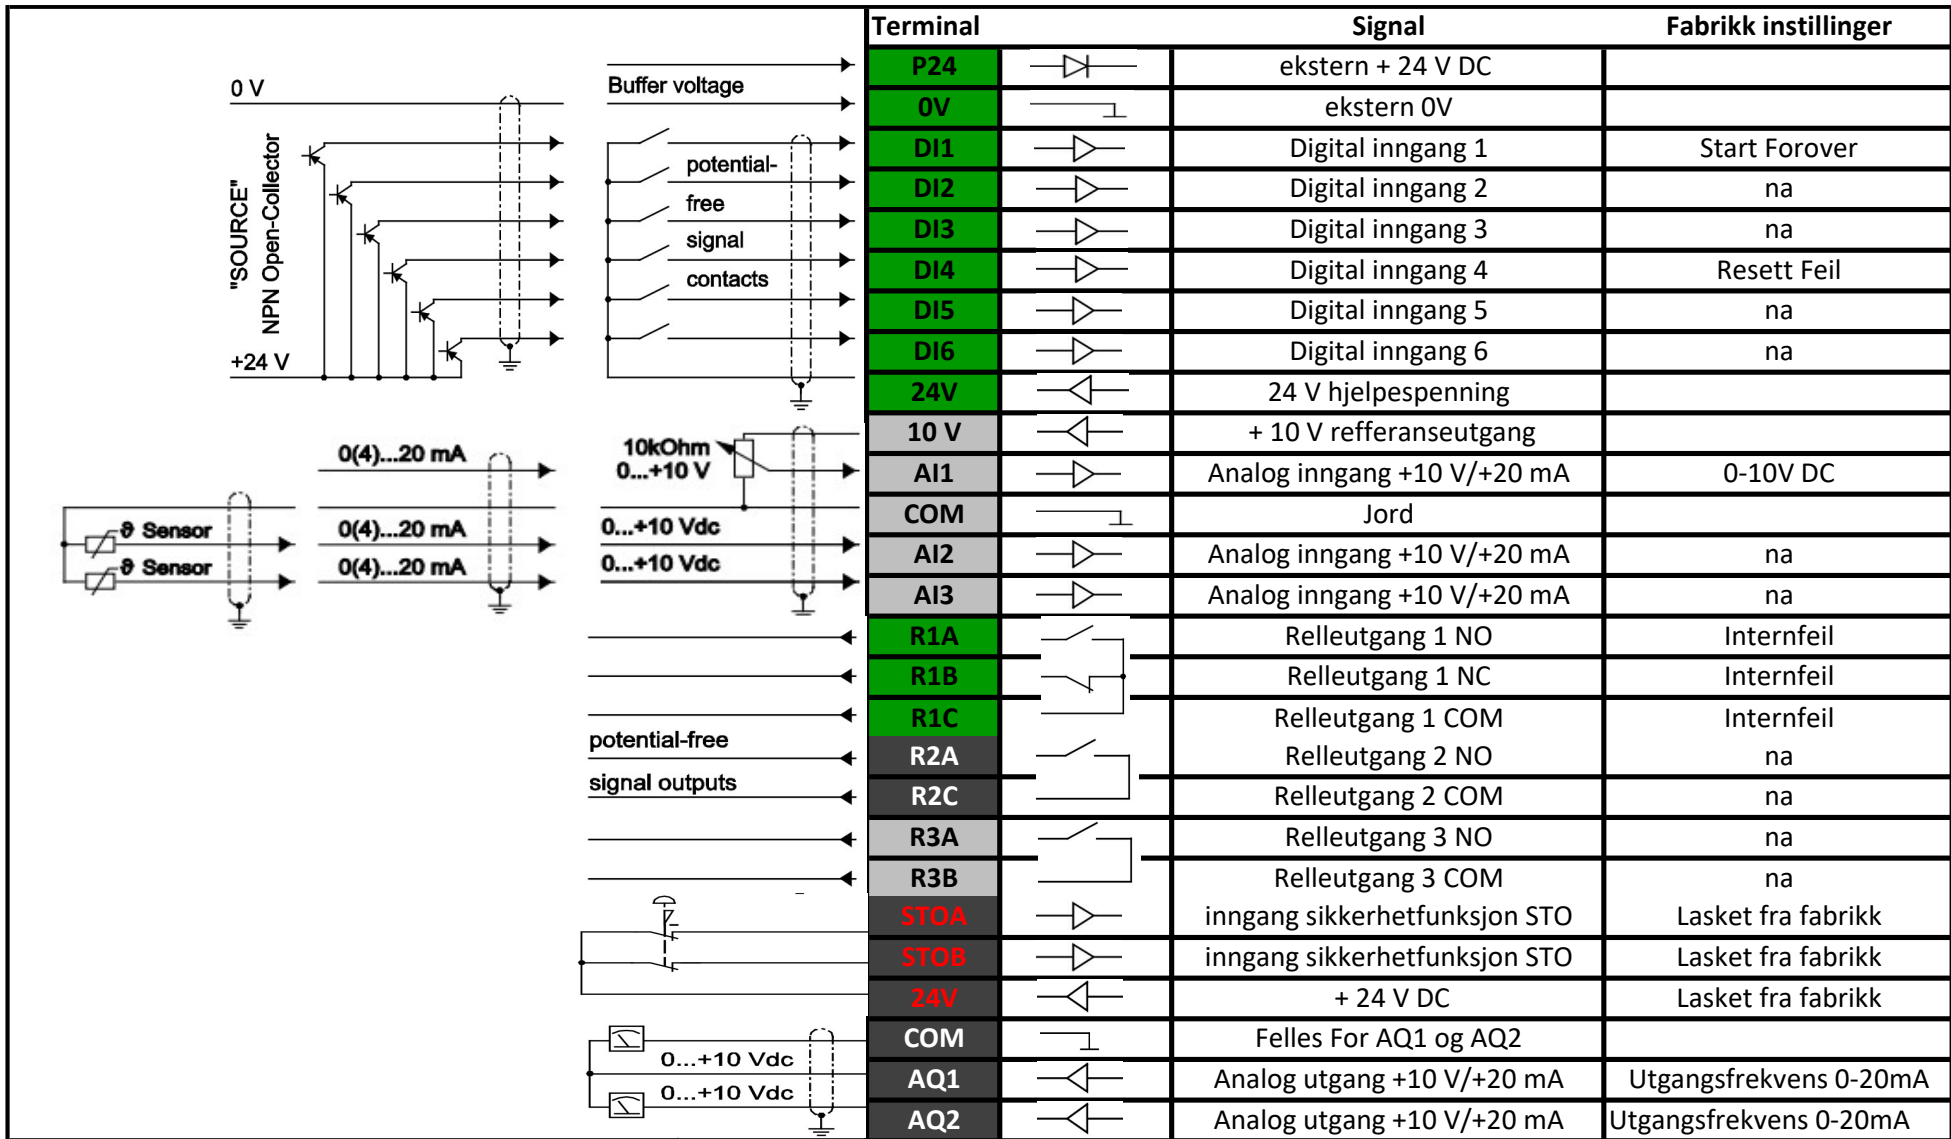 Terminal Signal Fabrikk instillinger
P24 ekstern + 24 V DC
Buffer voltage
0 V
0V ekstern 0V
DI1 Digital inngang 1 Start Forover
potential-
DI2 Digital inngang 2 na
free
DI3 Digital inngang 3 na
signal
DI4 Digital inngang 4 Resett Feil
contacts
DI5 Digital inngang 5 na
DI6 Digital inngang 6 na
"SOURCE"
NPN Open-Collector
+24 V
24V 24 V hjelpespenning
10 V + 10 V refferanseutgang
0(4)...20 mA
10kOhm
0...+10 V
AI1 Analog inngang +10 V/+20 mA 0-10V DC
COM Jord
ϑ Sensor 0(4)...20 mA 0...+10 Vdc
AI2 Analog inngang +10 V/+20 mA na
ϑ Sensor 0(4)...20 mA 0...+10 Vdc
AI3 Analog inngang +10 V/+20 mA na
R1A Relleutgang 1 NO Internfeil
R1B Relleutgang 1 NC Internfeil
R1C Relleutgang 1 COM Internfeil
potential-free
R2A Relleutgang 2 NO na
signal outputs
R2C Relleutgang 2 COM na
R3A Relleutgang 3 NO na
R3B Relleutgang 3 COM na
STOA inngang sikkerhetfunksjon STO Lasket fra fabrikk
STOB inngang sikkerhetfunksjon STO Lasket fra fabrikk
24V + 24 V DC Lasket fra fabrikk
COM Felles For AQ1 og AQ2
0...+10 Vdc
AQ1 Analog utgang +10 V/+20 mA Utgangsfrekvens 0-20mA
0...+10 Vdc
AQ2 Analog utgang +10 V/+20 mA Utgangsfrekvens 0-20mA